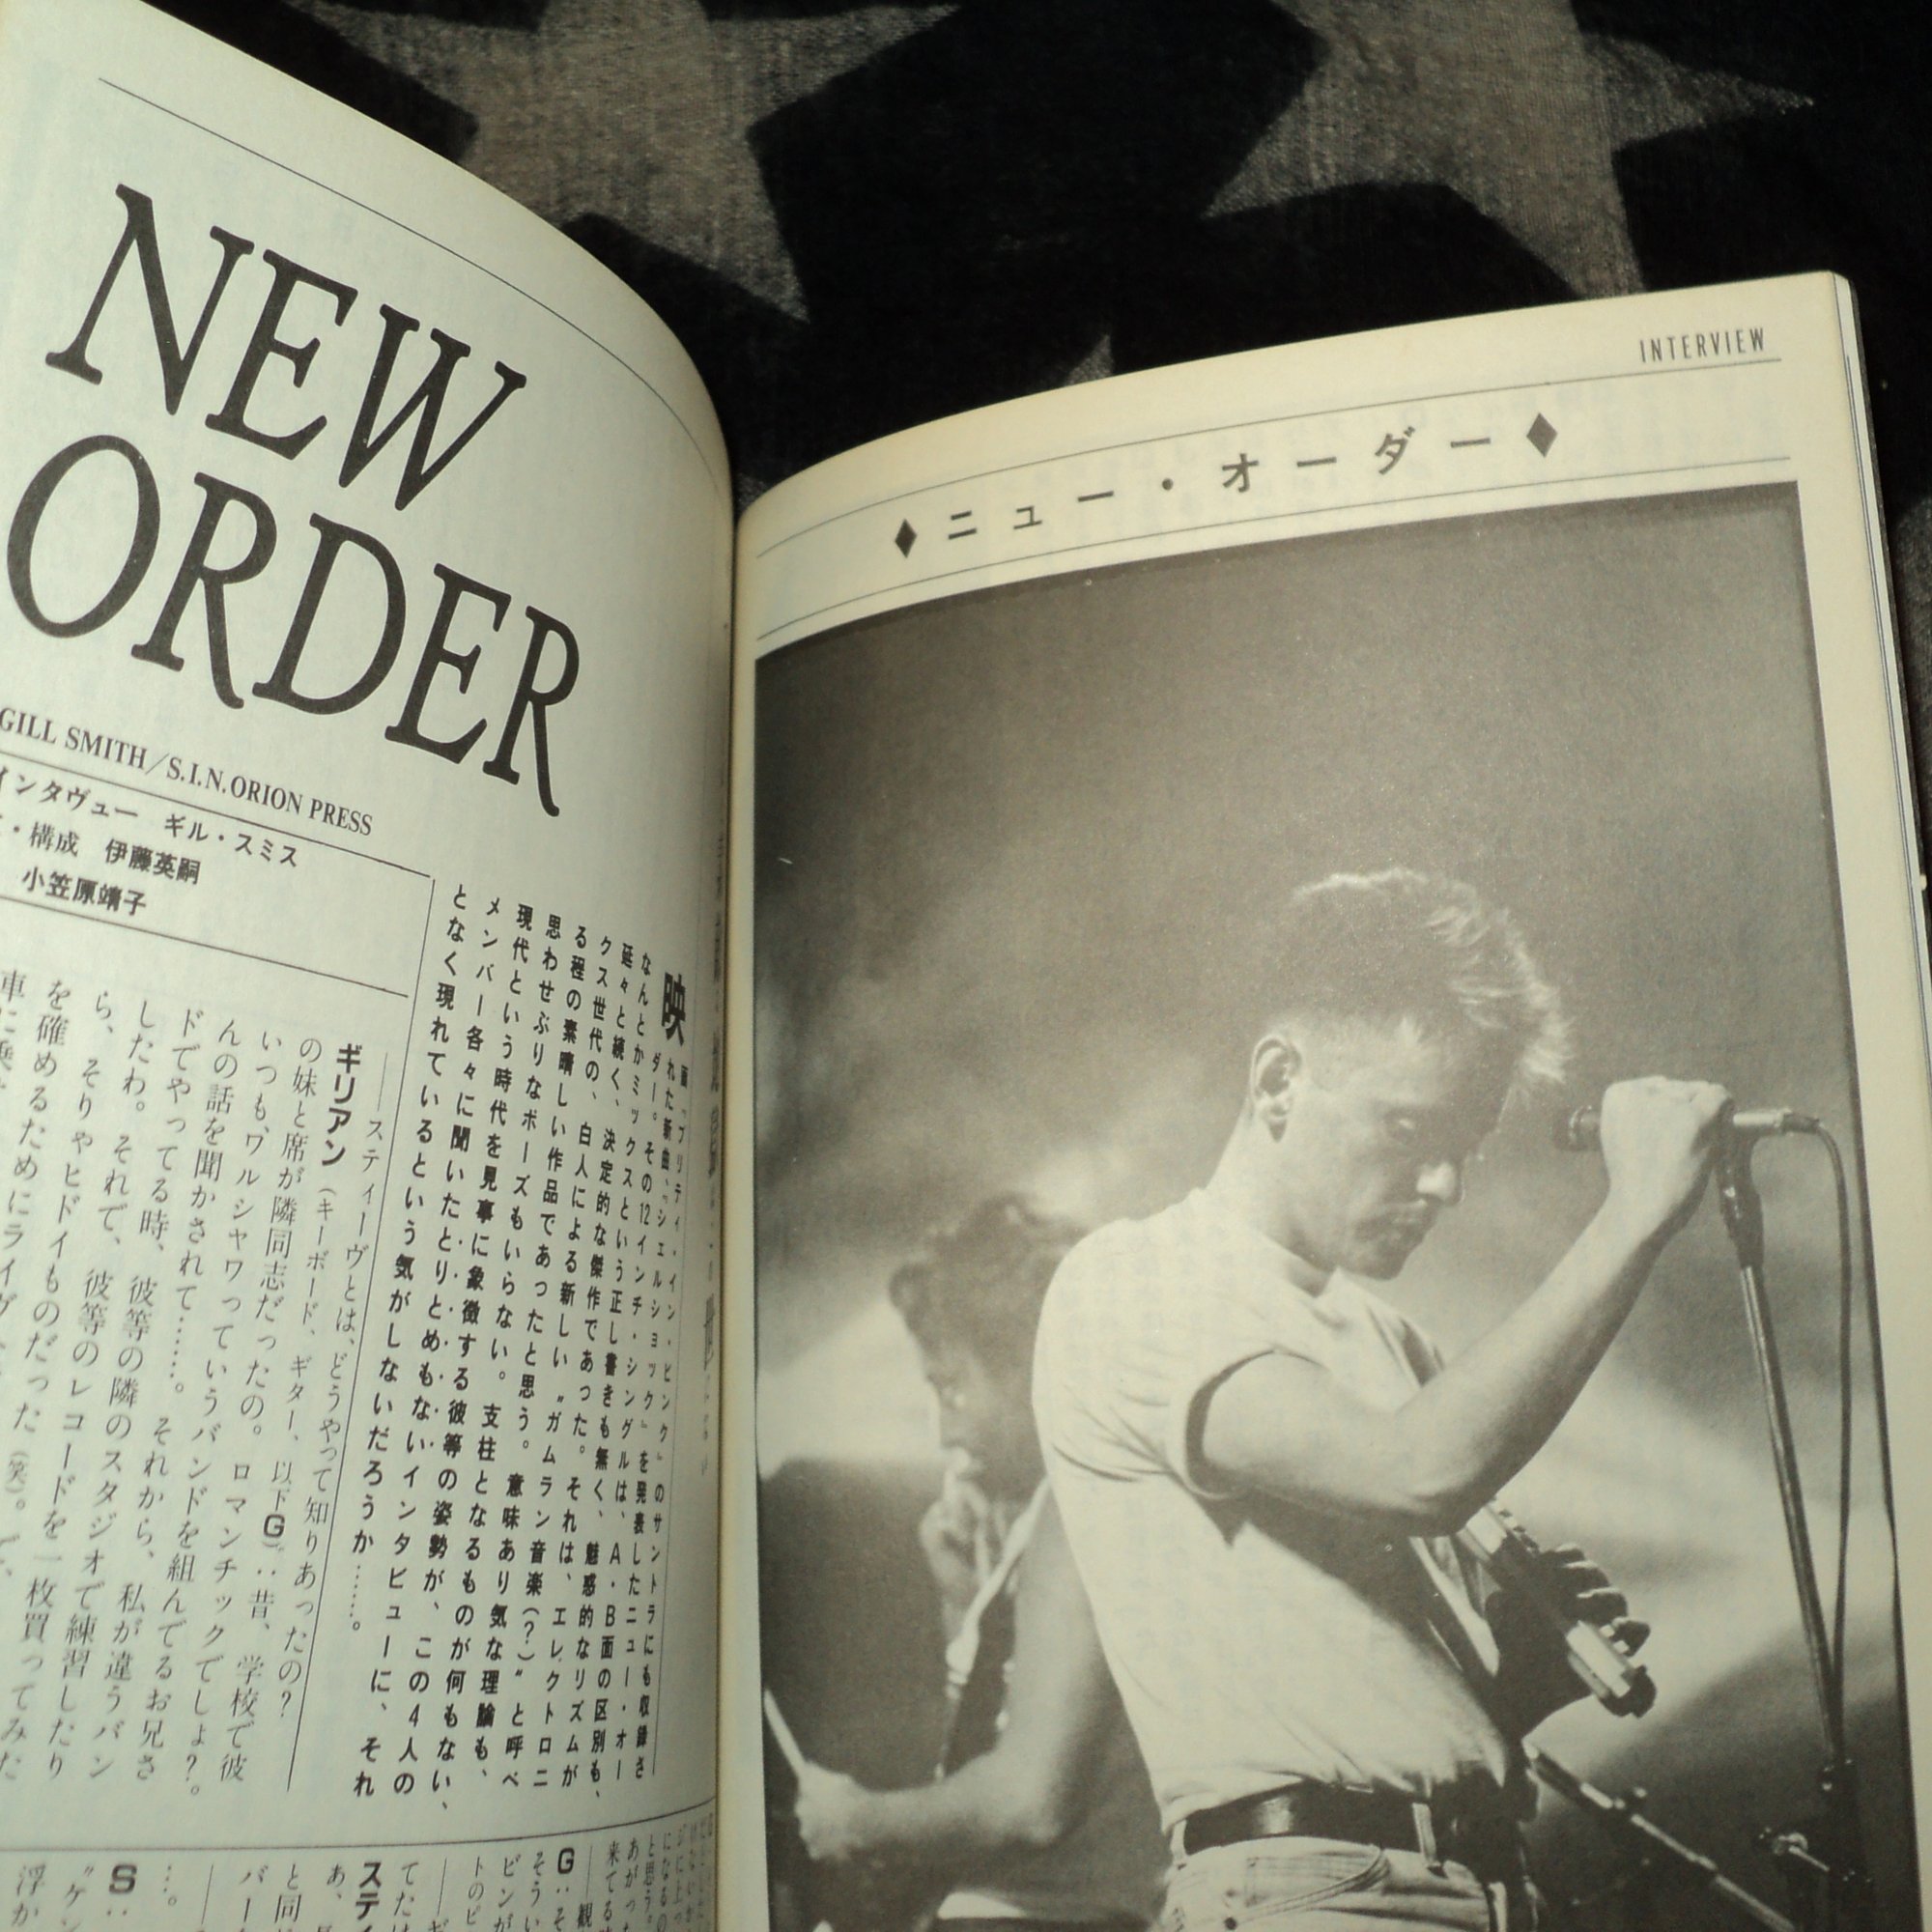 NEW
ORDER
GILL SMITH/S.I.N.ORION PRESS
インタヴュー ギル・スミス
・構成 伊藤英嗣
小笠原靖子
映画『プリティ・イン・ピンク』のサントラにも収録さ
れた新曲、『シェルショック』を発表したニュー・オー
ダー。その12インチ・シングルは、A・B面の区別も、
なんとかミックスという正し書きも無く、魅惑的なリズムが
延々と続く、決定的な傑作であった。それは、エレクトロニ
クス世代の、白人による新しい〝ガムラン音楽(?)〟と呼べ
る程の素晴しい作品であったと思う。意味あり気な理論も、
思わせぶりなポーズもいらない。支柱となるものが何もない、
現代という時代を見事に象徴する彼等の姿勢が、この4人の
メンバー各々に聞いたとりとめもないインタビューに、それ
となく現れているという気がしないだろうか……。
――スティーヴとは、どうやって知りあったの?
ギリアン(キーボード、ギター、以下G):昔、学校で彼
の妹と席が隣同志だったの。ロマンチックでしょ?。
いつも、ワルシャワっていうバンドを組んでるお兄さ
んの話を聞かされて……。それから、私が違うバン
ドでやってる時、彼等の隣のスタジオで練習したり
したわ。それで、彼等のレコードを一枚買ってみた
ら、そりゃヒドイものだった(笑)。
を確めるためにライヴ
INTERVIEW
♦ニュー・オーダー♦